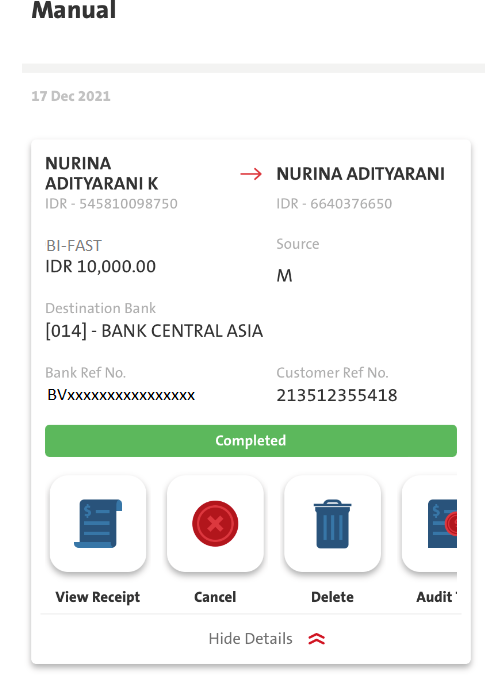 Manual
17 Dec 2021
NURINA
ADITYARANI K
NURINA ADITYARANI
IDR - 545810098750
IDR - 6640376650
BI-FAST
IDR 10,000.00
Source
M
Destination Bank
[014] - BANK CENTRAL ASIA
Bank Ref No.
BVxxxxxxxxxxxxxxxx
Customer Ref No.
213512355418
Completed
View Receipt
Cancel
Delete
Audit
Hide Details